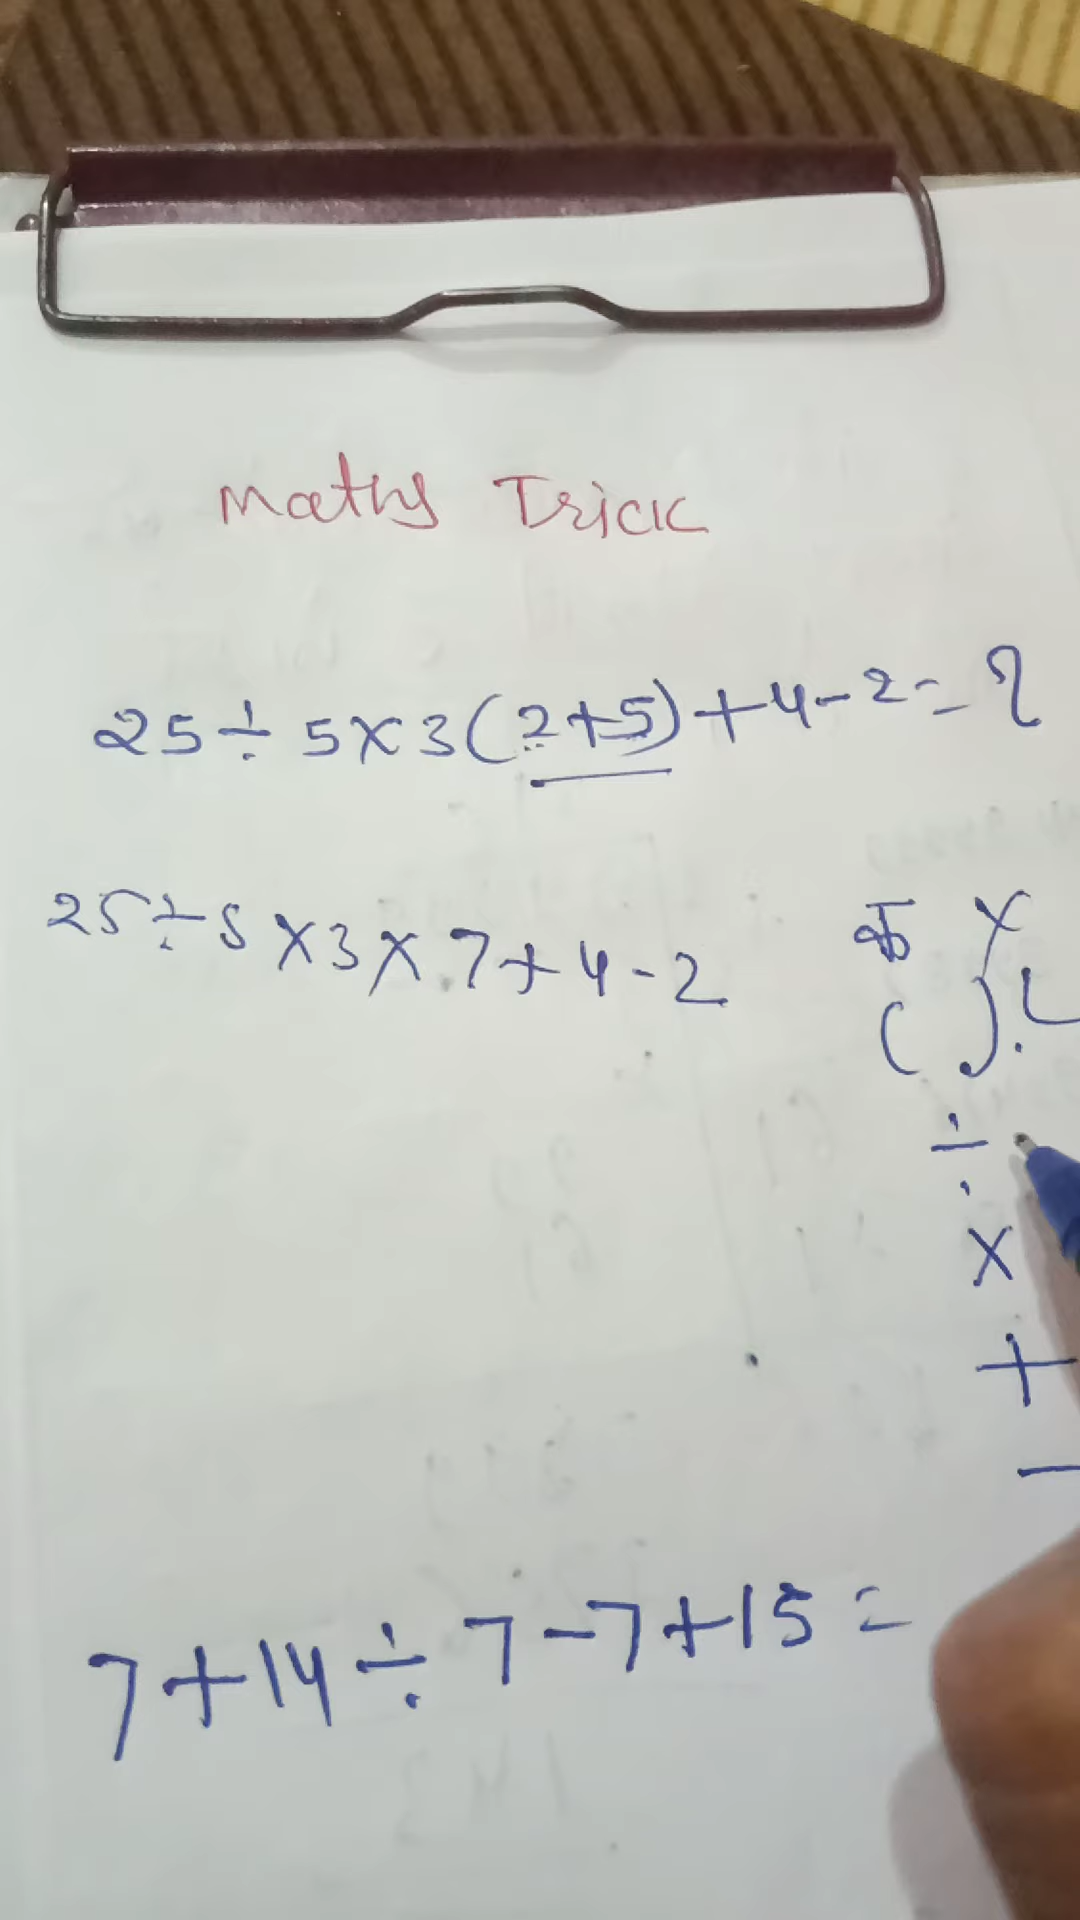 Maths Trick
25 ÷ 5 × 3 (2+5) + 4 - 2 = ?
25 ÷ 5 × 3 × 7 + 4 - 2
क ×
( )
÷
×
+
-
7 + 14 ÷ 7 - 7 + 15 =